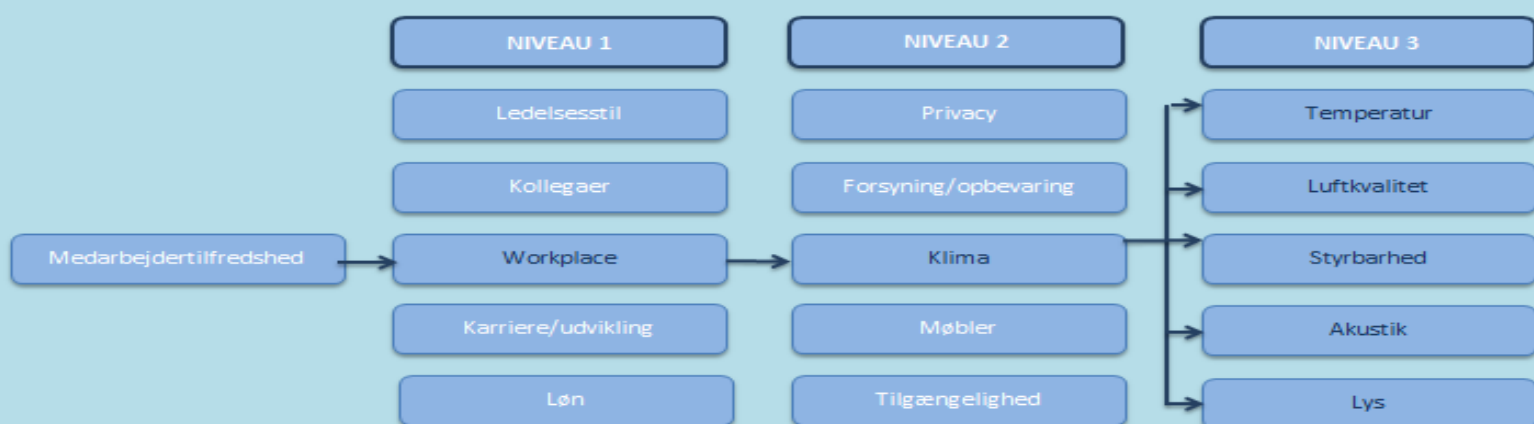 NIVEAU 1
NIVEAU 2
NIVEAU 3
Ledelsesstil
Privacy
Temperatur
Kollegaer
Forsyning/opbevaring
Luftkvalitet
Medarbejdertilfredshed
Workplace
Klima
Styrbarhed
Karriere/udvikling
Møbler
Akustik
Løn
Tilgængelighed
Lys